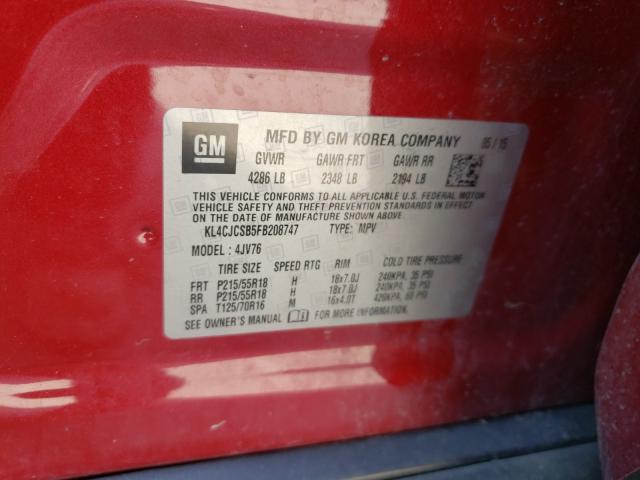 GM MFD BY GM KOREA COMPANY 05 / 15
GVWR GAWR FRT GAWR RR
4286 LB 2348 LB 2194 LB
THIS VEHICLE CONFORMS TO ALL APPLICABLE U.S. FEDERAL MOTOR
VEHICLE SAFETY AND THEFT PREVENTION STANDARDS IN EFFECT
ON THE DATE OF MANUFACTURE SHOWN ABOVE.
KL4CJCSB5FB208747 TYPE: MPV
MODEL : 4JV76
TIRE SIZE SPEED RTG RIM COLD TIRE PRESSURE
FRT P215/55R18 H 18x7.0J 240KPA, 35 PSI
RR P215/55R18 H 18x7.0J 240KPA, 35 PSI
SPA T125/70R16 M 16x4.0T 420KPA, 60 PSI
SEE OWNER'S MANUAL FOR MORE INFORMATION.